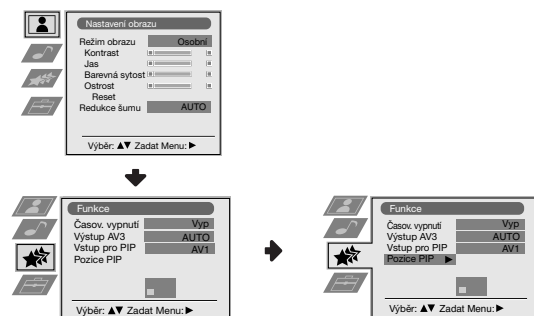 Nastavení obrazu
Režim obrazu Osobní
Kontrast
Jas
Barevná sytost
Ostrost
Reset
Redukce šumu AUTO
Výběr: ▲▼ Zadat Menu: ►
Funkce
Časov. vypnutí Vyp
Výstup AV3 AUTO
Vstup pro PIP AV1
Pozice PIP
Výběr: ▲▼ Zadat Menu: ►
Funkce
Časov. vypnutí Vyp
Výstup AV3 AUTO
Vstup pro PIP AV1
Pozice PIP ►
Výběr: ▲▼ Zadat Menu: ►